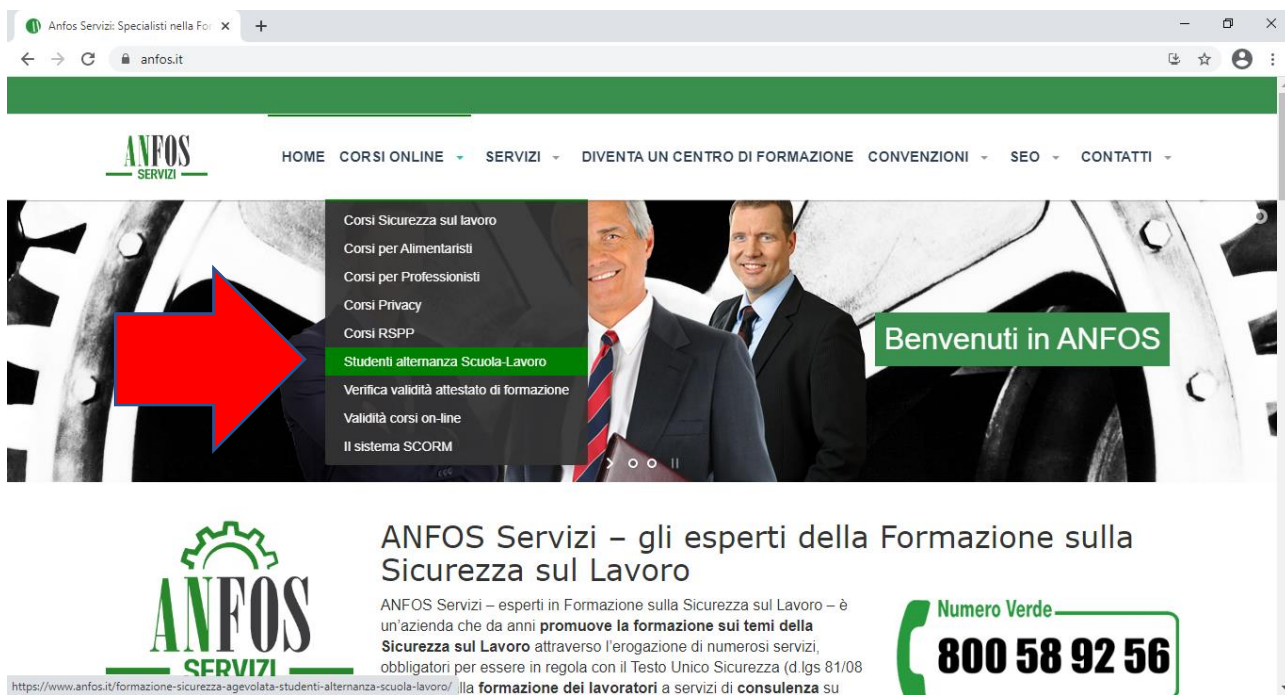 Anfos Servizi: Specialisti nella For
anfos.it
ANFOS
SERVIZI
HOME CORSI ONLINE SERVIZI DIVENTA UN CENTRO DI FORMAZIONE CONVENZIONI SEO CONTATTI
Corsi Sicurezza sul lavoro
Corsi per Alimentaristi
Corsi per Professionisti
Corsi Privacy
Corsi RSPP
Studenti alternanza Scuola-Lavoro
Verifica validità attestato di formazione
Validità corsi on-line
Il sistema SCORM
Benvenuti in ANFOS
ANFOS
SERVIZI
ANFOS Servizi – gli esperti della Formazione sulla
Sicurezza sul Lavoro
ANFOS Servizi – esperti in Formazione sulla Sicurezza sul Lavoro – è
un'azienda che da anni promuove la formazione sui temi della
Sicurezza sul Lavoro attraverso l'erogazione di numerosi servizi,
obbligatori per essere in regola con il Testo Unico Sicurezza (d.lgs 81/08
lla formazione dei lavoratori a servizi di consulenza su
Numero Verde
800 58 92 56
https://www.anfos.it/formazione-sicurezza-agevolata-studenti-alternanza-scuola-lavoro/